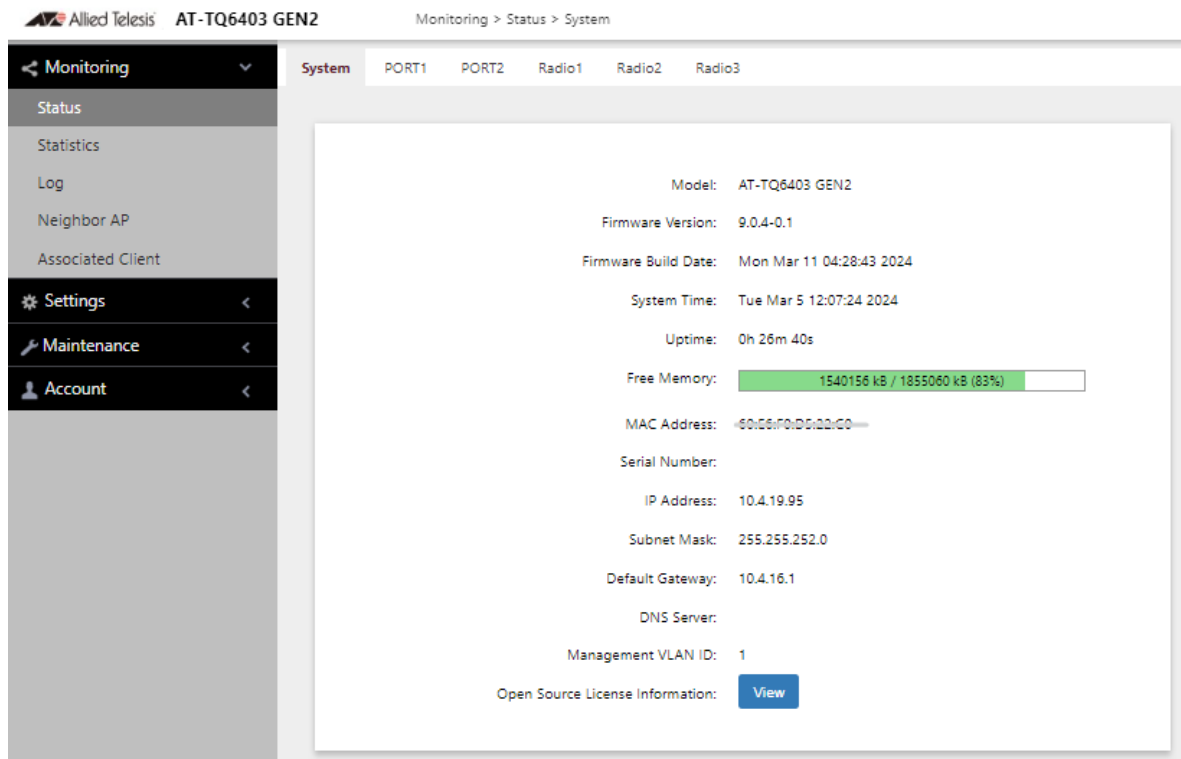 Allied Telesis AT-TQ6403 GEN2 Monitoring > Status > System
Monitoring
Status
Statistics
Log
Neighbor AP
Associated Client
Settings
Maintenance
Account
System PORT1 PORT2 Radio1 Radio2 Radio3
Model: AT-TQ6403 GEN2
Firmware Version: 9.0.4-0.1
Firmware Build Date: Mon Mar 11 04:28:43 2024
System Time: Tue Mar 5 12:07:24 2024
Uptime: 0h 26m 40s
Free Memory: 1540156 kB / 1855060 kB (83%)
MAC Address:
Serial Number:
IP Address: 10.4.19.95
Subnet Mask: 255.255.252.0
Default Gateway: 10.4.16.1
DNS Server:
Management VLAN ID: 1
Open Source License Information: View